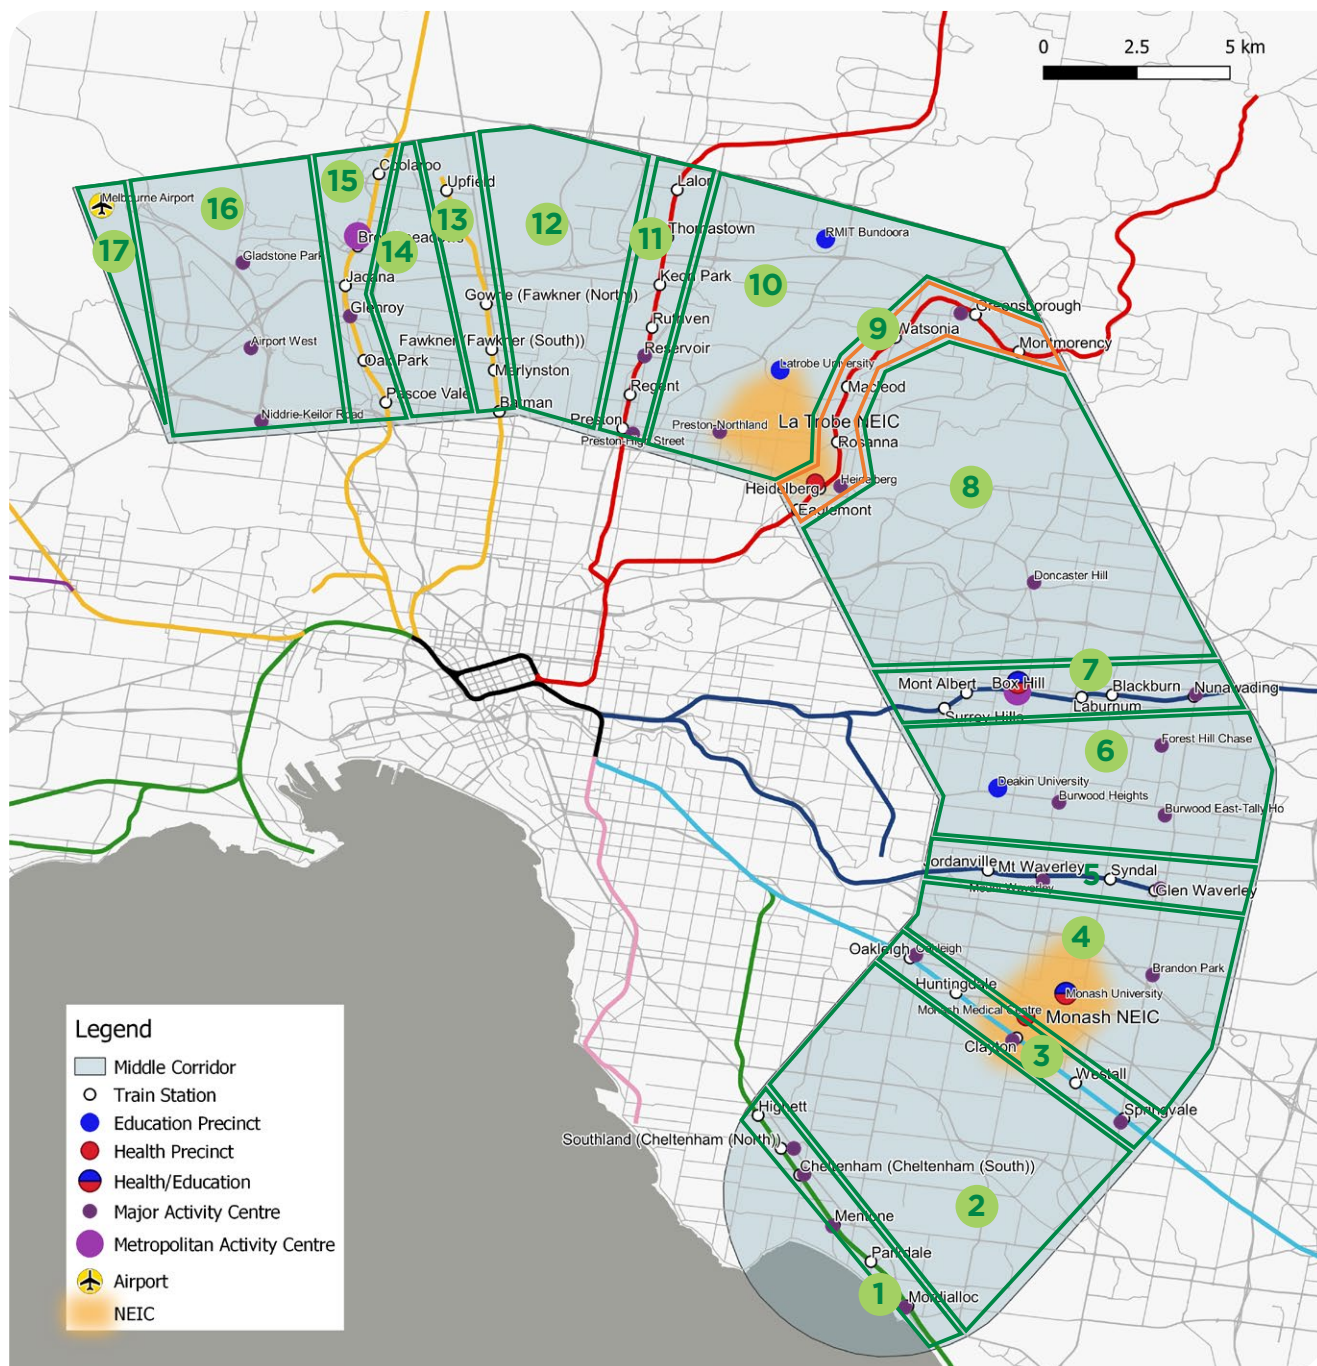 0 2.5 5 km
Coolaroo
Upfield
Lalor
Melbourne Airport
15
16
13
12
11
17
14
10
Broadmeadows
Thomastown
RMIT Bundoora
Gladstone Park
Jacana
Keon Park
Gowrie (Fawkner (North))
Glenroy
Ruthven
9
Watsonia
Greensborough
Fawkner (Fawkner (South))
Airport West
Reservoir
Montmorency
Oak Park
Merlynston
Latrobe University
Pascoe Vale
Regent
Macleod
Batman
Niddrie-Keilor Road
Preston
Preston-High Street
Preston-Northland
La Trobe NEIC
Rosanna
Heidelberg
Heidelberg
8
Eaglemont
Doncaster Hill
7
Mont Albert
Box Hill
Blackburn
Nunawading
Laburnum
Surrey Hills
Forest Hill Chase
6
Deakin University
Burwood Heights
Burwood East-Tally Ho
Jordanville
Mt Waverley
5
Syndal
Mount Waverley
Glen Waverley
4
Oakleigh
Oakleigh
Brandon Park
Huntingdale
Monash University
Monash Medical Centre
Monash NEIC
Clayton
3
Westall
Springvale
Highett
Southland (Cheltenham (North))
Cheltenham (Cheltenham (South))
2
Mentone
Parkdale
1
Mordialloc
Legend
Middle Corridor
Train Station
Education Precinct
Health Precinct
Health/Education
Major Activity Centre
Metropolitan Activity Centre
Airport
NEIC